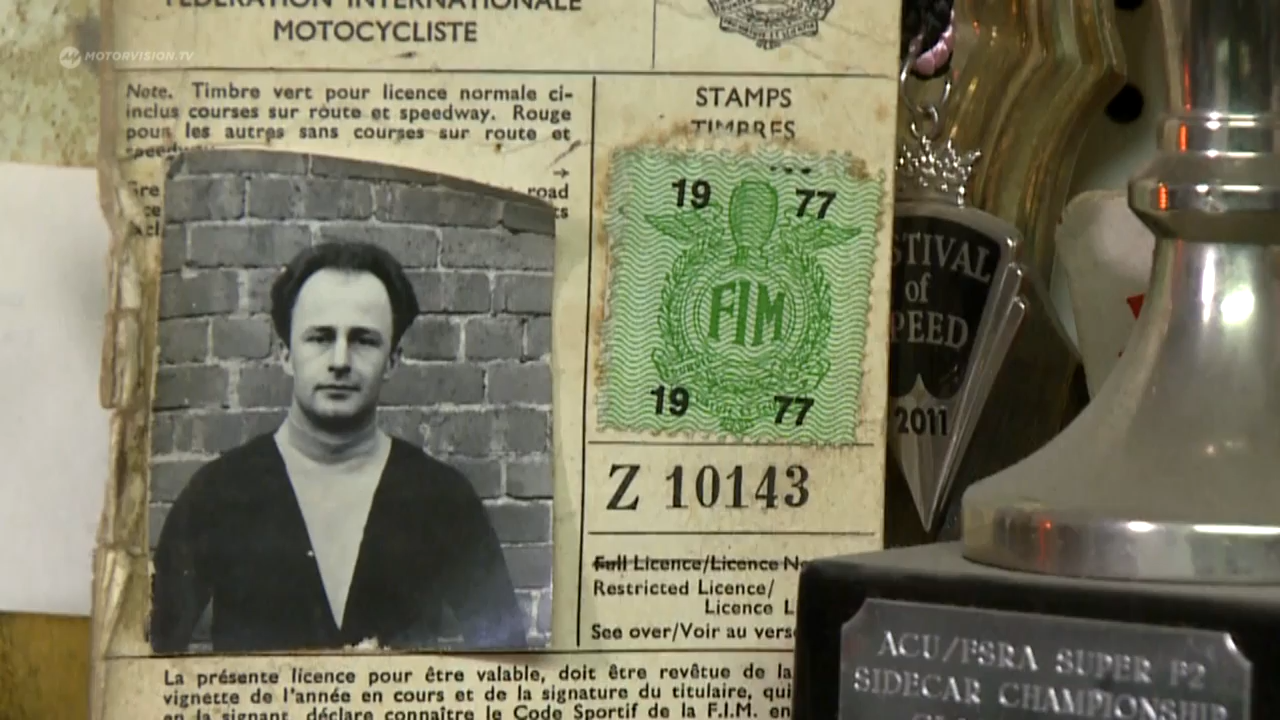 FÉDÉRATION INTERNATIONALE
MOTOCYCLISTE
MOTORVISION.TV
Note. Timbre vert pour licence normale ci-
inclus courses sur route et speedway. Rouge
pour les autres sans courses sur route et
speedway.
road
STAMPS
TIMBRES
19 77
FIM
19 77
Z 10143
Full Licence/Licence
Restricted Licence/
Licence
See over/Voir au verso
La présente licence pour être valable, doit être revêtue de la
vignette de l'année en cours et de la signature du titulaire, qui
en la signant, déclare connaître le Code Sportif de la F.I.M. en
STIVAL
of
PEED
2011
ACU/FSRA SUPER F2
SIDECAR CHAMPIONSHIP